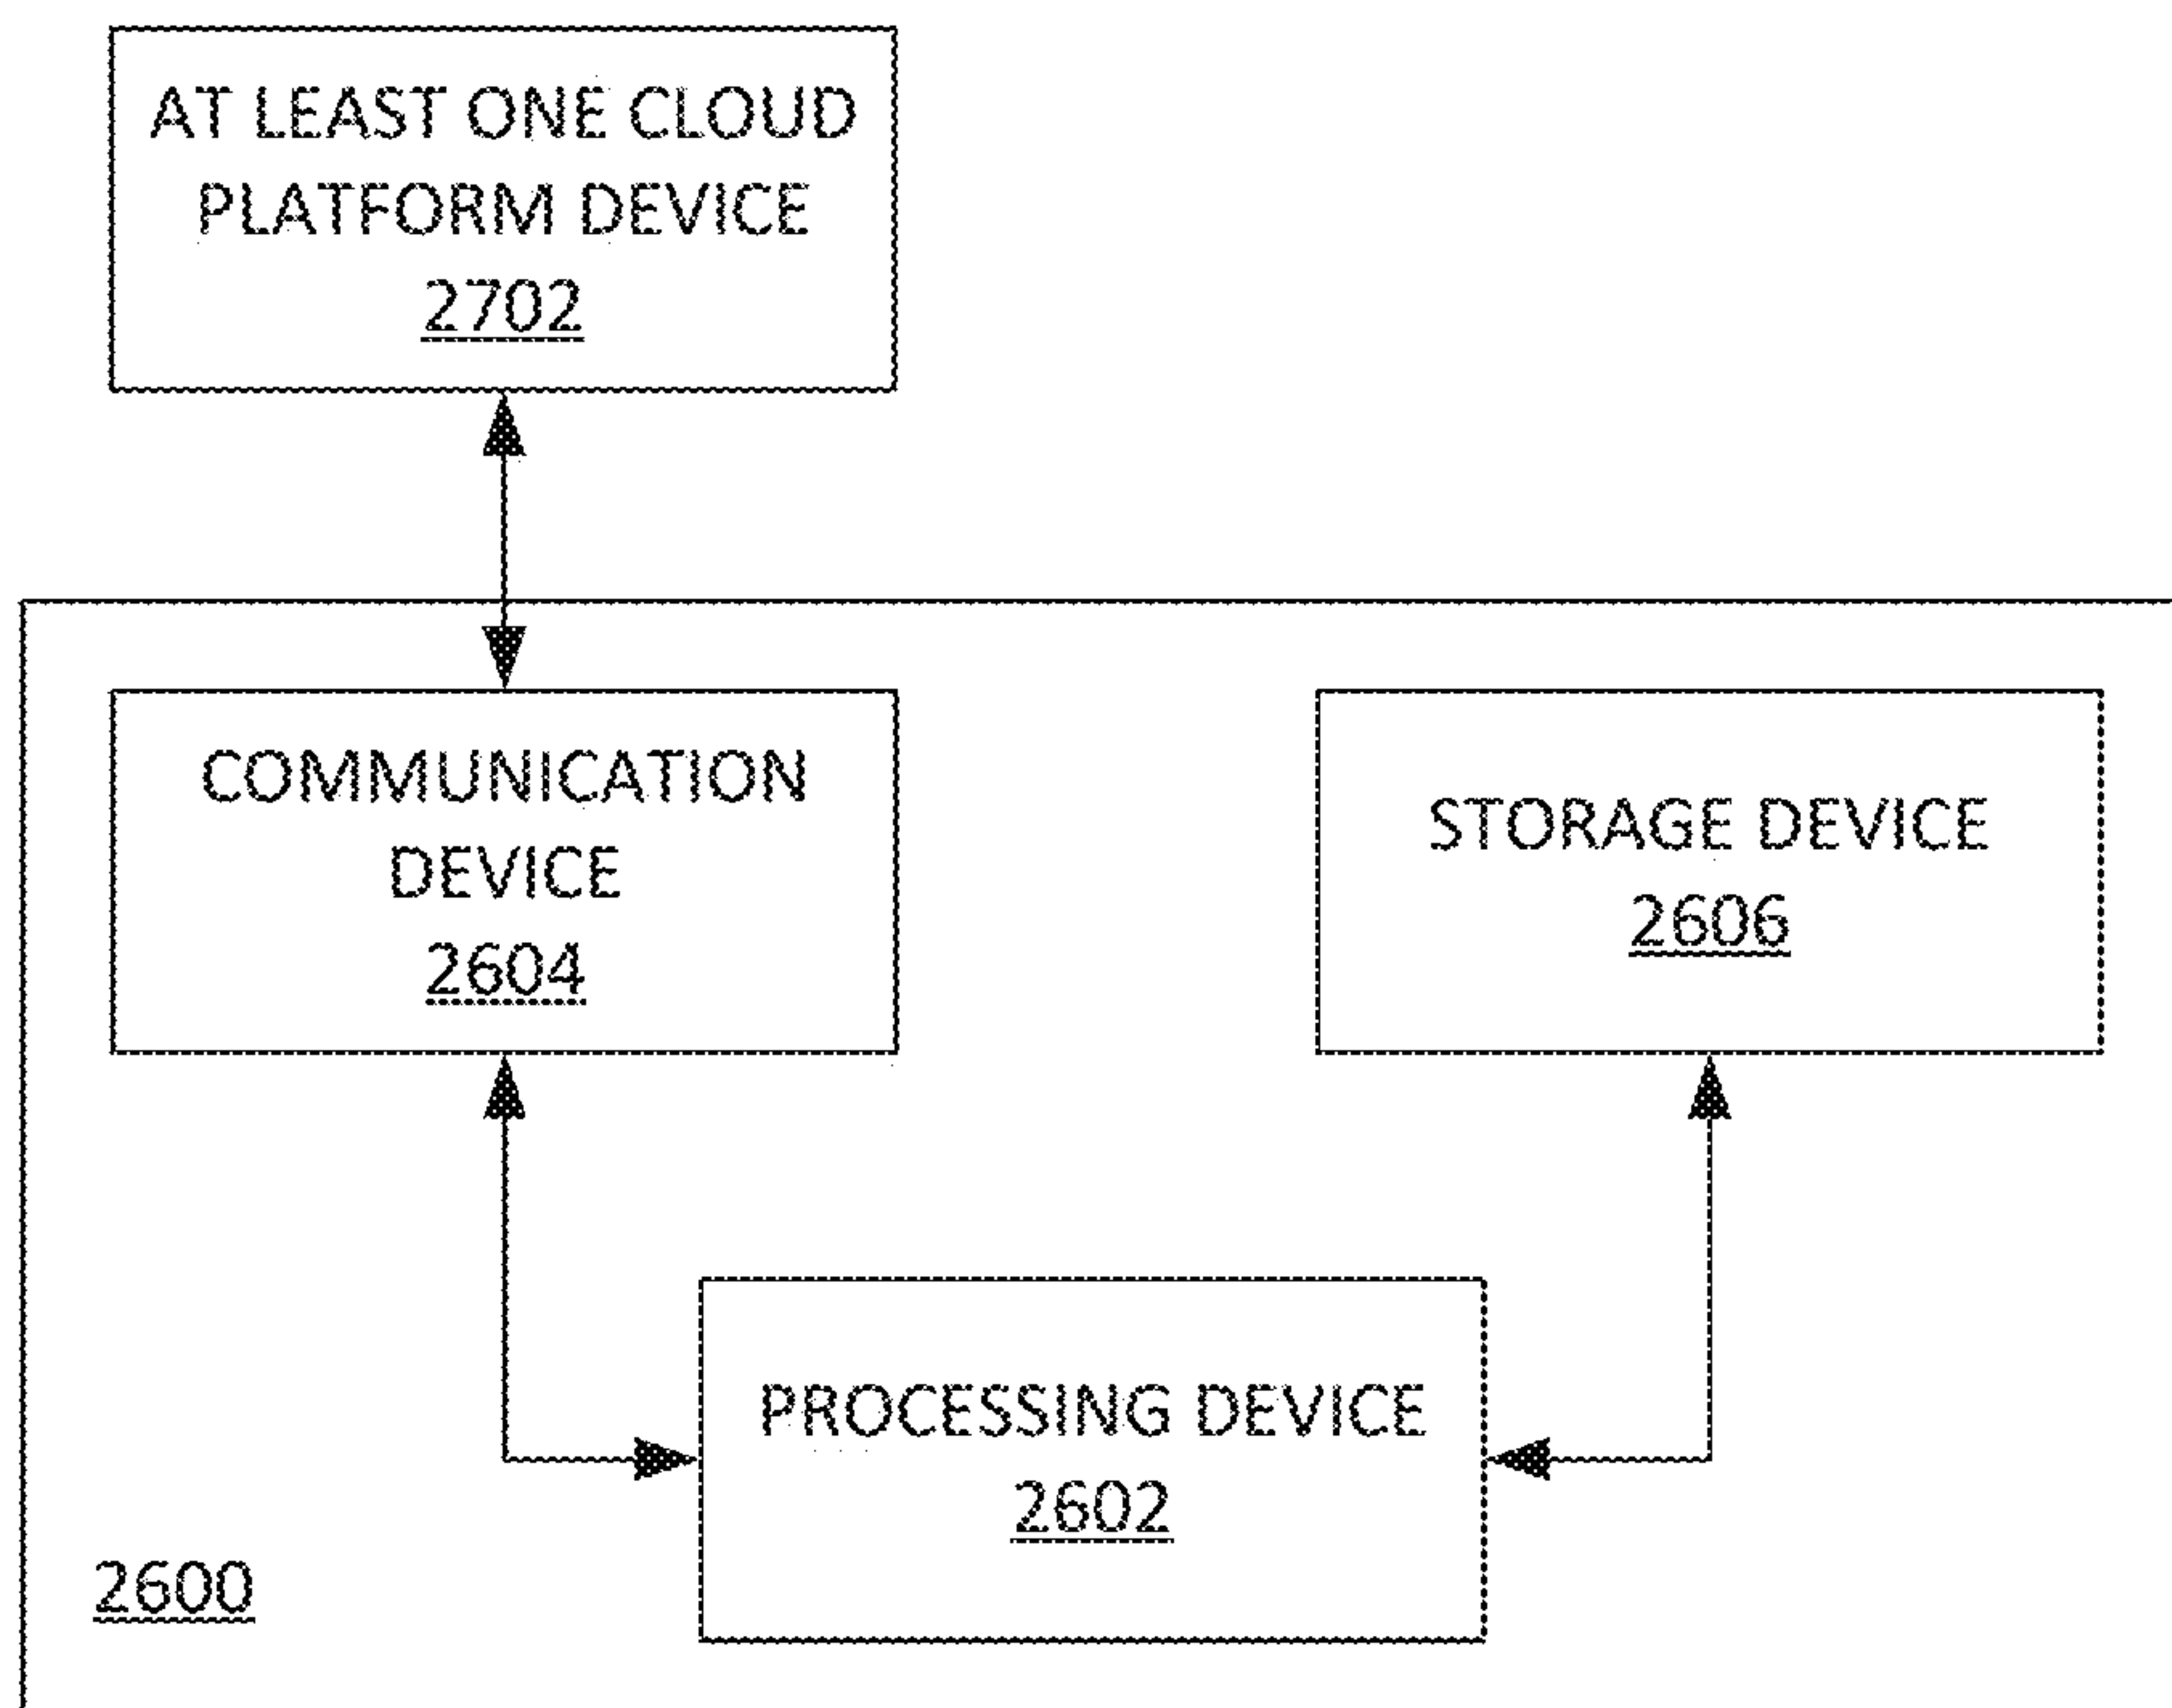 AT LEAST ONE CLOUD
PLATFORM DEVICE
2702
COMMUNICATION
DEVICE
2604
STORAGE DEVICE
2606
PROCESSING DEVICE
2602
2600